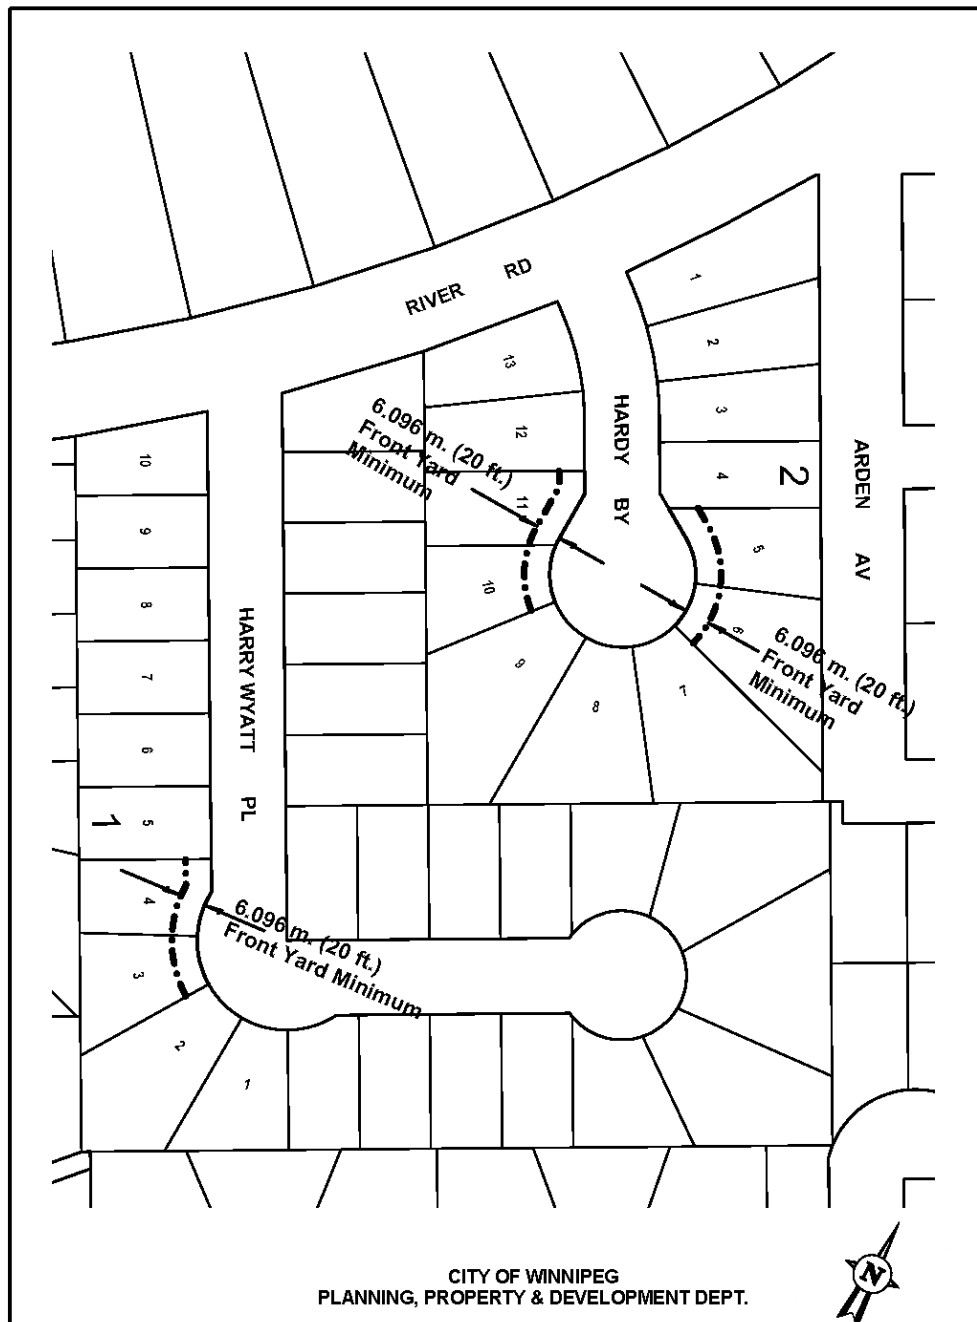 RIVER RD
1
2
3
4
2
5
6
7
8
9
10
11
12
13
HARDY BY
ARDEN AV
6.096 m. (20 ft.)
Front Yard
Minimum
6.096 m. (20 ft.)
Front Yard
Minimum
10
9
8
7
6
5
1
4
3
2
1
HARRY WYATT PL
6.096 m. (20 ft.)
Front Yard Minimum
CITY OF WINNIPEG
PLANNING, PROPERTY & DEVELOPMENT DEPT.
N